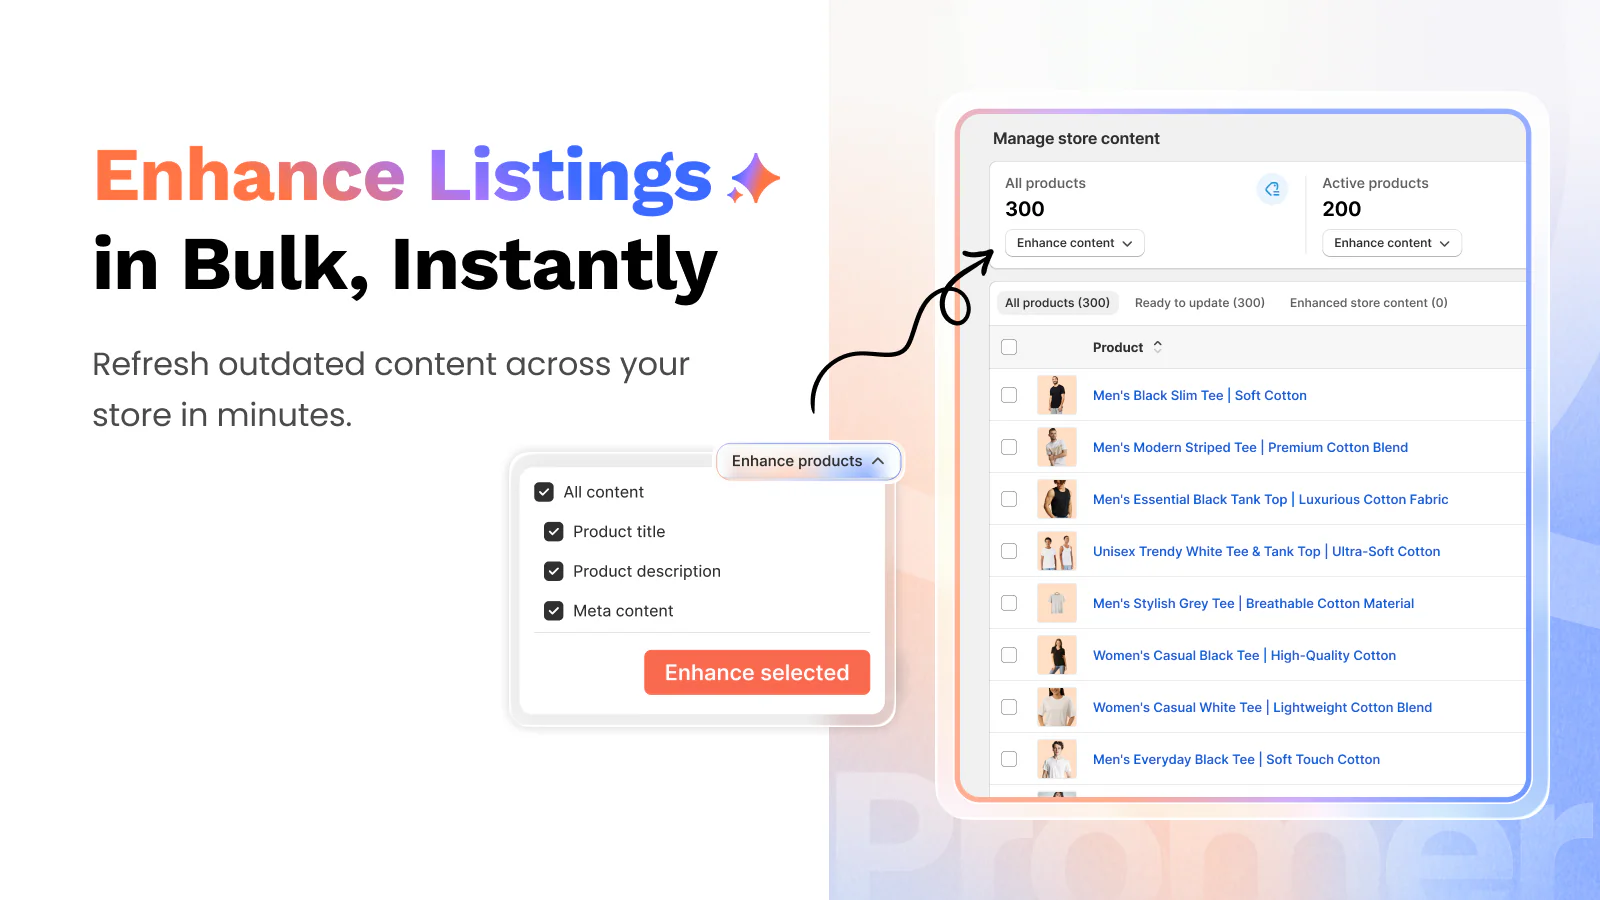 Enhance Listings
in Bulk, Instantly
Refresh outdated content across your
store in minutes.
Enhance products
All content
Product title
Product description
Meta content
Enhance selected
Manage store content
All products
300
Enhance content
Active products
200
Enhance content
All products (300) Ready to update (300) Enhanced store content (0)
Product
Men's Black Slim Tee | Soft Cotton
Men's Modern Striped Tee | Premium Cotton Blend
Men's Essential Black Tank Top | Luxurious Cotton Fabric
Unisex Trendy White Tee & Tank Top | Ultra-Soft Cotton
Men's Stylish Grey Tee | Breathable Cotton Material
Women's Casual Black Tee | High-Quality Cotton
Women's Casual White Tee | Lightweight Cotton Blend
Men's Everyday Black Tee | Soft Touch Cotton
Promer